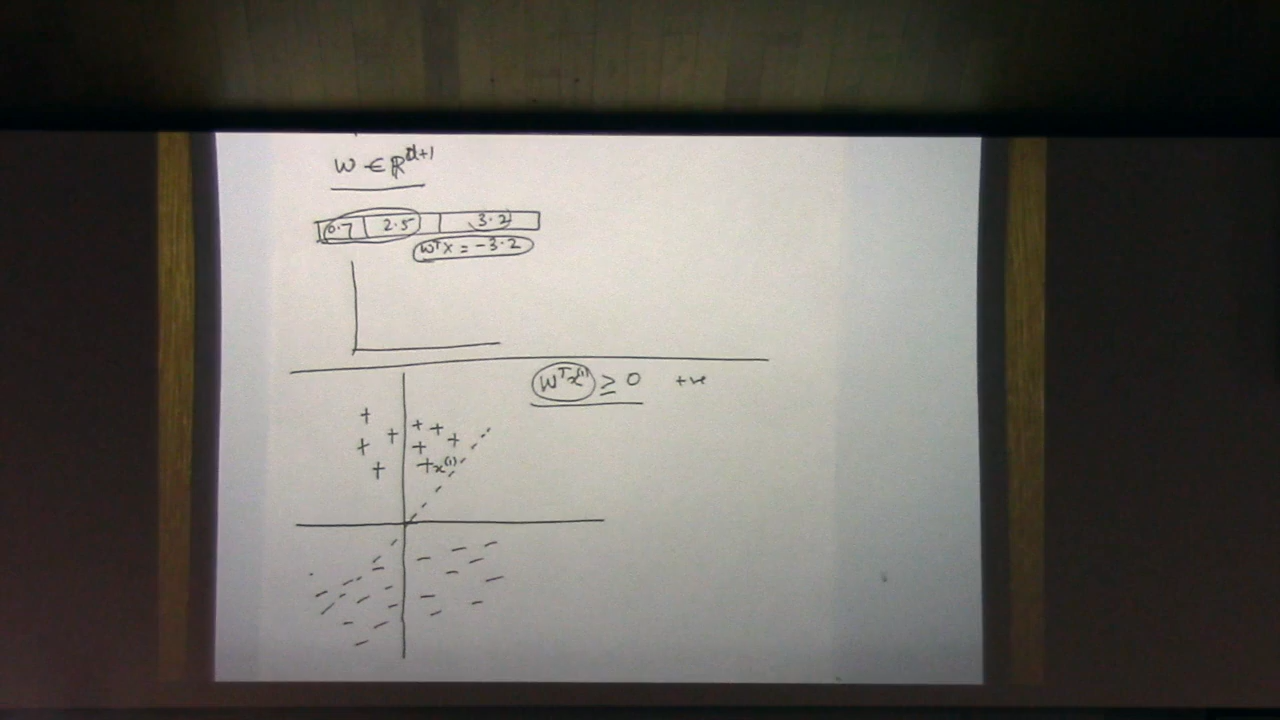 w ∈ ℝ^{d+1}
0.7 2.5 3.2
wᵀx = -3.2
wᵀx⁽ⁱ⁾ ≥ 0 +ve
x⁽ⁱ⁾